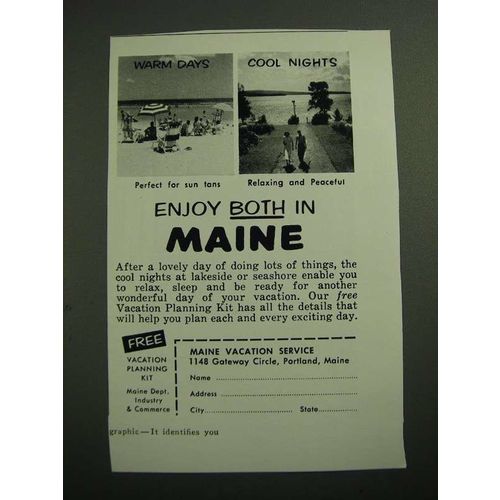 WARM DAYS
COOL NIGHTS
Perfect for sun tans
Relaxing and Peaceful
ENJOY BOTH IN
MAINE
After a lovely day of doing lots of things, the
cool nights at lakeside or seashore enable you
to relax, sleep and be ready for another
wonderful day of your vacation. Our free
Vacation Planning Kit has all the details that
will help you plan each and every exciting day.
FREE
VACATION
PLANNING
KIT
Maine Dept.
Industry
& Commerce
MAINE VACATION SERVICE
1148 Gateway Circle, Portland, Maine
Name
Address
City State
graphic—It identifies you